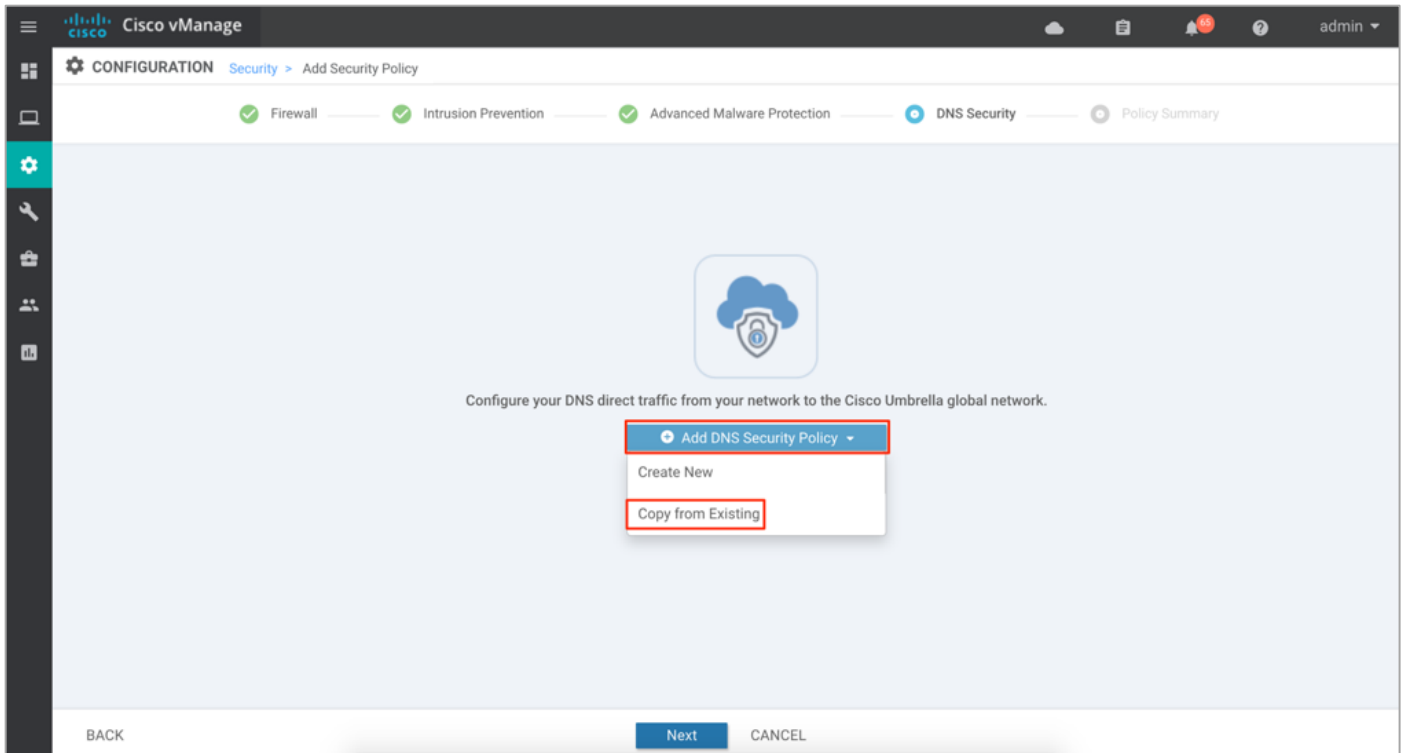 cisco Cisco vManage 65 admin
CONFIGURATION Security > Add Security Policy
Firewall Intrusion Prevention Advanced Malware Protection DNS Security Policy Summary
Configure your DNS direct traffic from your network to the Cisco Umbrella global network.
Add DNS Security Policy
Create New
Copy from Existing
BACK Next CANCEL